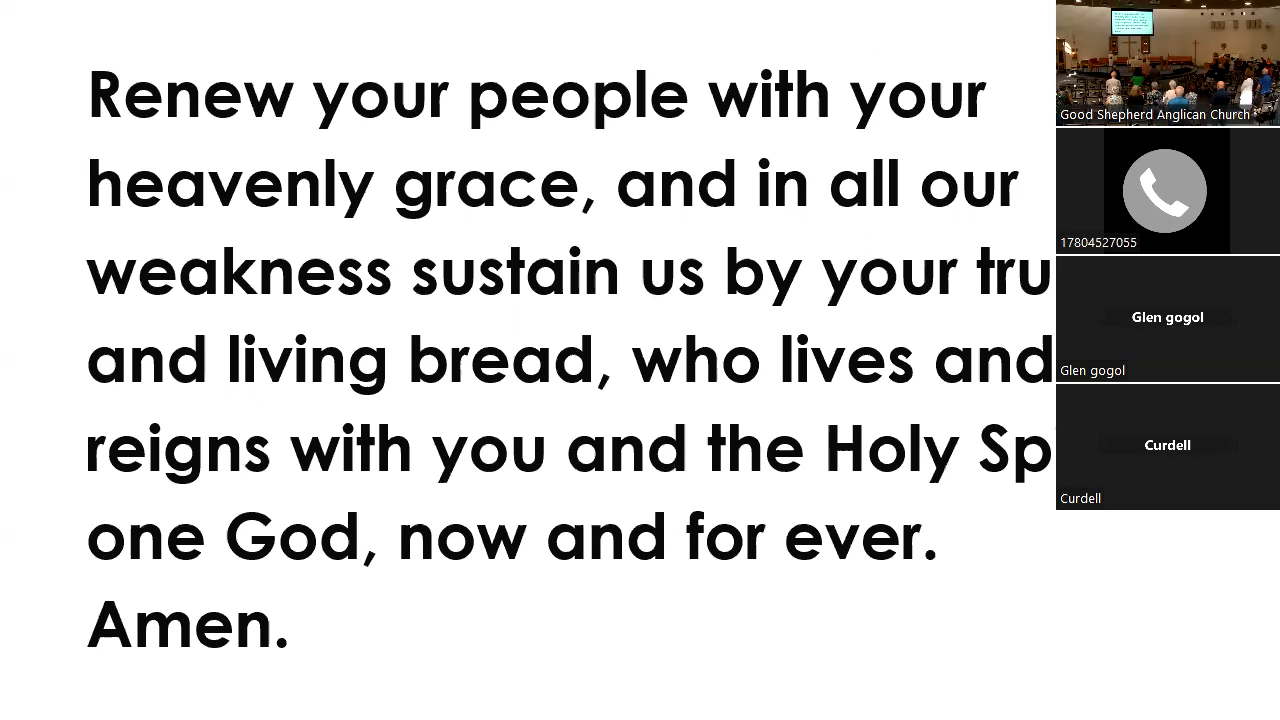 Renew your people with your
heavenly grace, and in all our
weakness sustain us by your tru
and living bread, who lives and
reigns with you and the Holy Sp
one God, now and for ever.
Amen.
Good Shepherd Anglican Church
17804527055
Glen gogol
Glen gogol
Curdell
Curdell